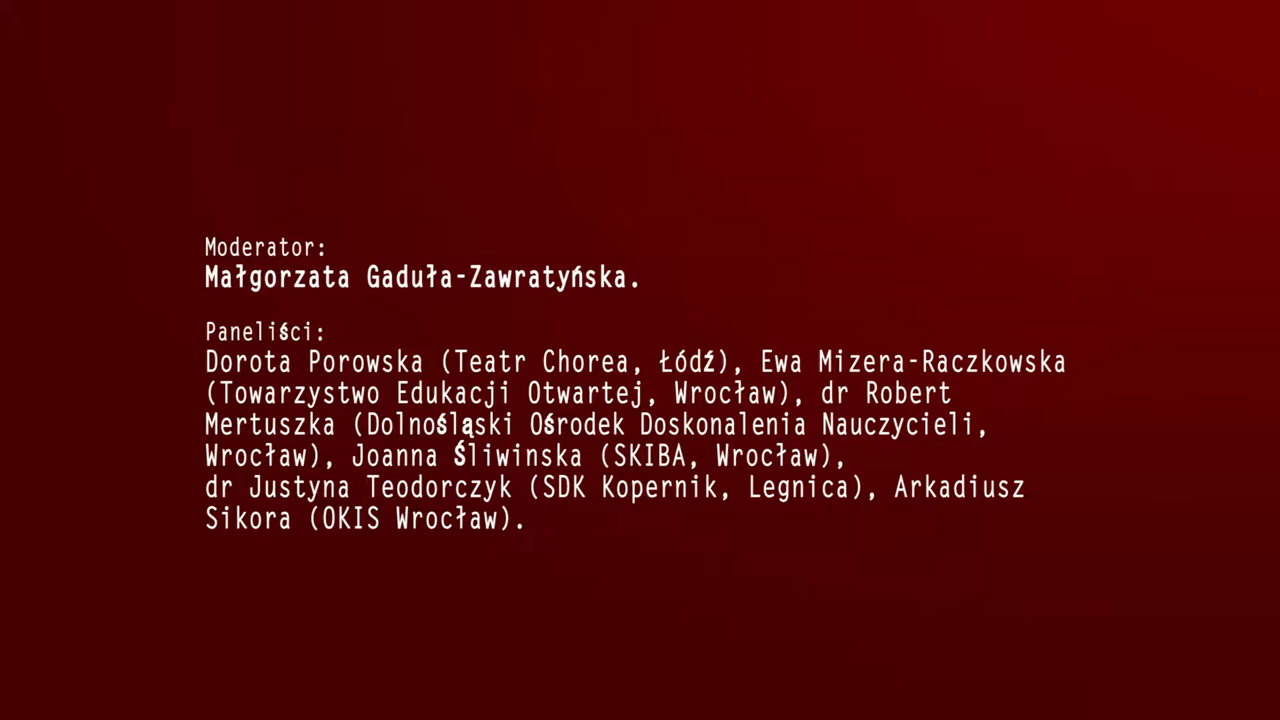 Moderator:
Małgorzata Gaduła-Zawratyńska.
Paneliści:
Dorota Porowska (Teatr Chorea, Łódź), Ewa Mizera-Raczkowska
(Towarzystwo Edukacji Otwartej, Wrocław), dr Robert
Mertuszka (Dolnośląski Ośrodek Doskonalenia Nauczycieli,
Wrocław), Joanna Śliwinska (SKIBA, Wrocław),
dr Justyna Teodorczyk (SDK Kopernik, Legnica), Arkadiusz
Sikora (OKIS Wrocław).